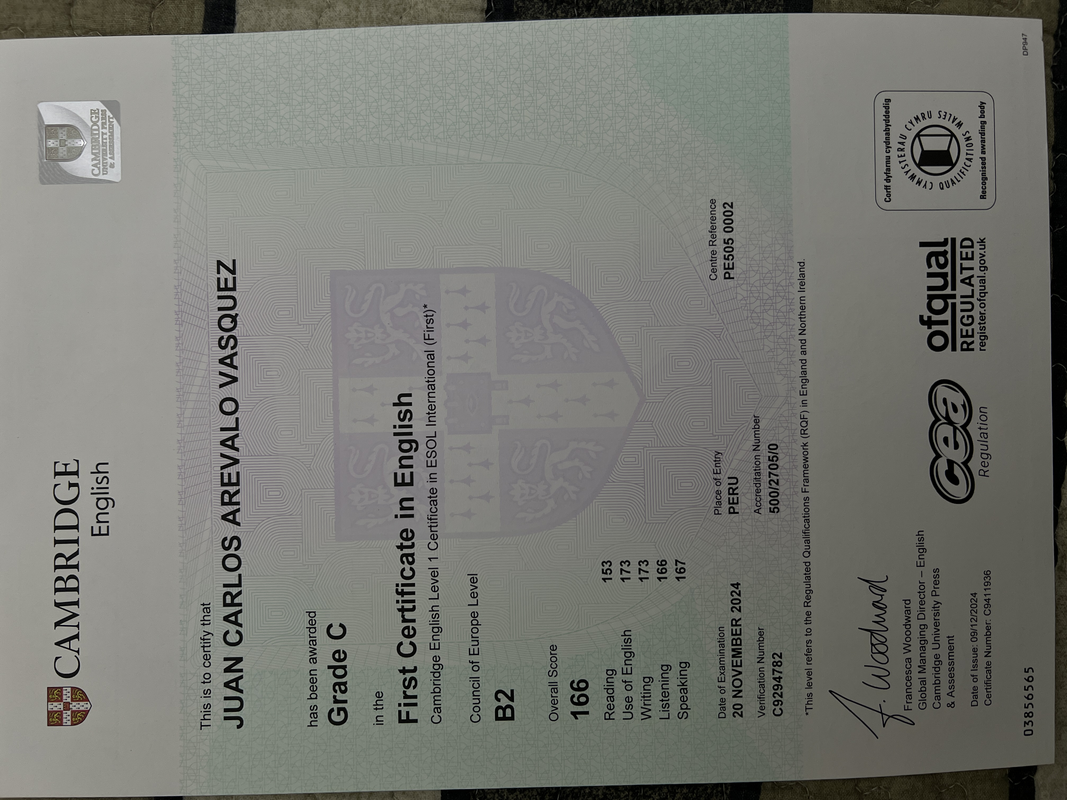 CAMBRIDGE
English
CAMBRIDGE
UNIVERSITY PRESS
& ASSESSMENT
This is to certify that
JUAN CARLOS AREVALO VASQUEZ
has been awarded
Grade C
in the
First Certificate in English
Cambridge English Level 1 Certificate in ESOL International (First)*
Council of Europe Level
B2
Overall Score
166
Reading 153
Use of English 173
Writing 173
Listening 166
Speaking 167
Date of Examination Place of Entry Centre Reference
20 NOVEMBER 2024 PERU PE505 0002
Verification Number Accreditation Number
C9294782 500/2705/0
*This level refers to the Regulated Qualifications Framework (RQF) in England and Northern Ireland.
F. Woodward
Francesca Woodward
Global Managing Director – English
Cambridge University Press
& Assessment
Date of Issue: 09/12/2024
Certificate Number: C9411936
03856565
cea
Regulation
ofqual
REGULATED
register.ofqual.gov.uk
Corff dyfarnu cydnabyddedig
CYMWYSTERAU CYMRU
QUALIFICATIONS WALES
Recognised awarding body
DP947